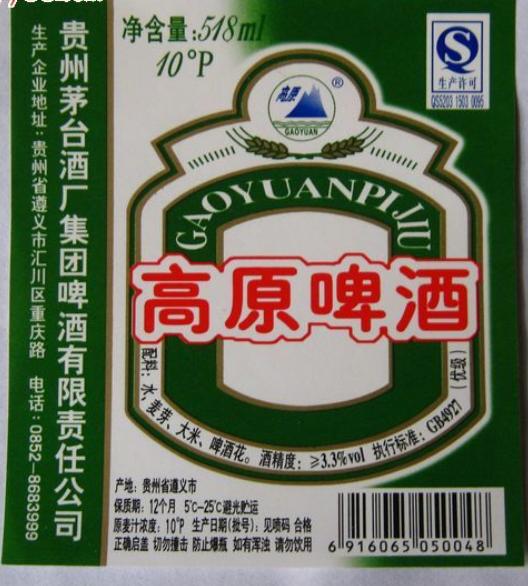 净含量:518ml
10°P
生产许可
QS5203 1503 0095
贵州茅台酒厂集团啤酒有限责任公司
生产企业地址：贵州省遵义市汇川区重庆路 电话：0852-8683999
高原
®
GAOYUAN
GAOYUANPIJIU
高原啤酒
配料：水、麦芽、大米、啤酒花。酒精度：≥3.3%vol 执行标准：GB4927 (优级)
产地：贵州省遵义市
保质期：12个月 5℃-25℃避光贮运
原麦汁浓度：10°P 生产日期(批号)：见喷码 合格
正确启盖 切勿撞击 防止爆瓶 如有浑浊 请勿饮用
6 916065 050048